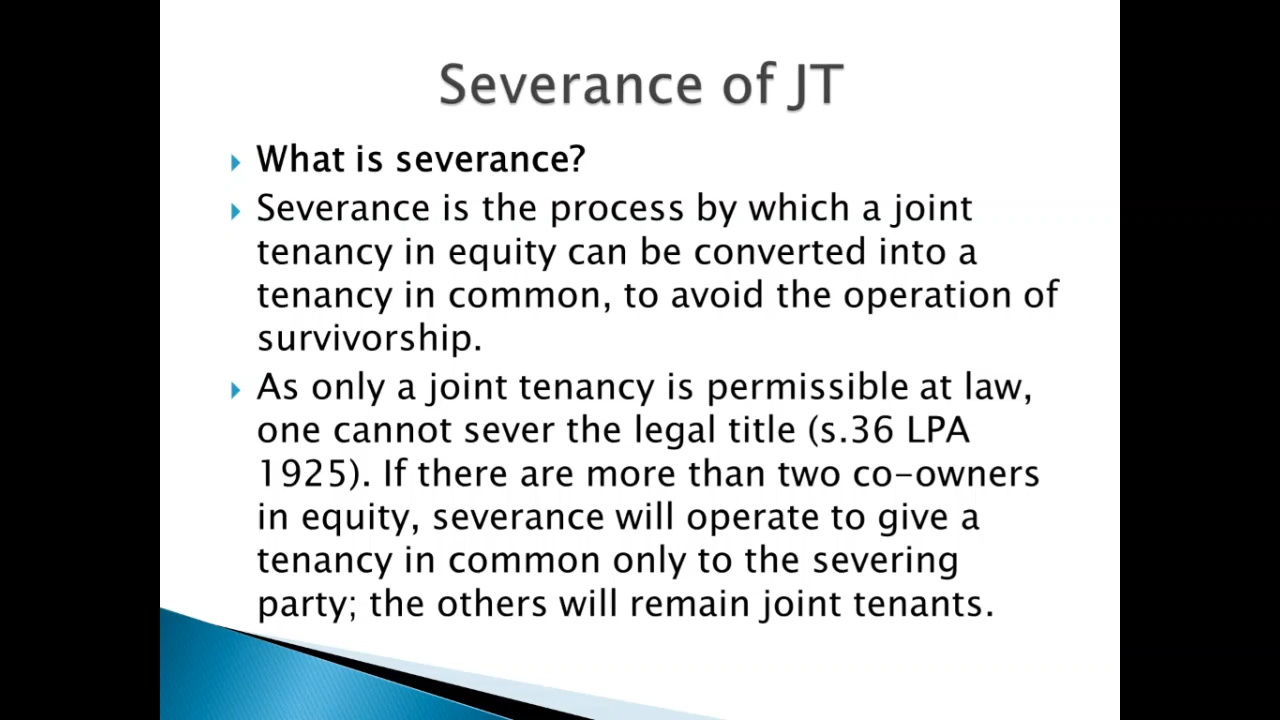 Severance of JT
What is severance?
Severance is the process by which a joint
tenancy in equity can be converted into a
tenancy in common, to avoid the operation of
survivorship.
As only a joint tenancy is permissible at law,
one cannot sever the legal title (s.36 LPA
1925). If there are more than two co-owners
in equity, severance will operate to give a
tenancy in common only to the severing
party; the others will remain joint tenants.